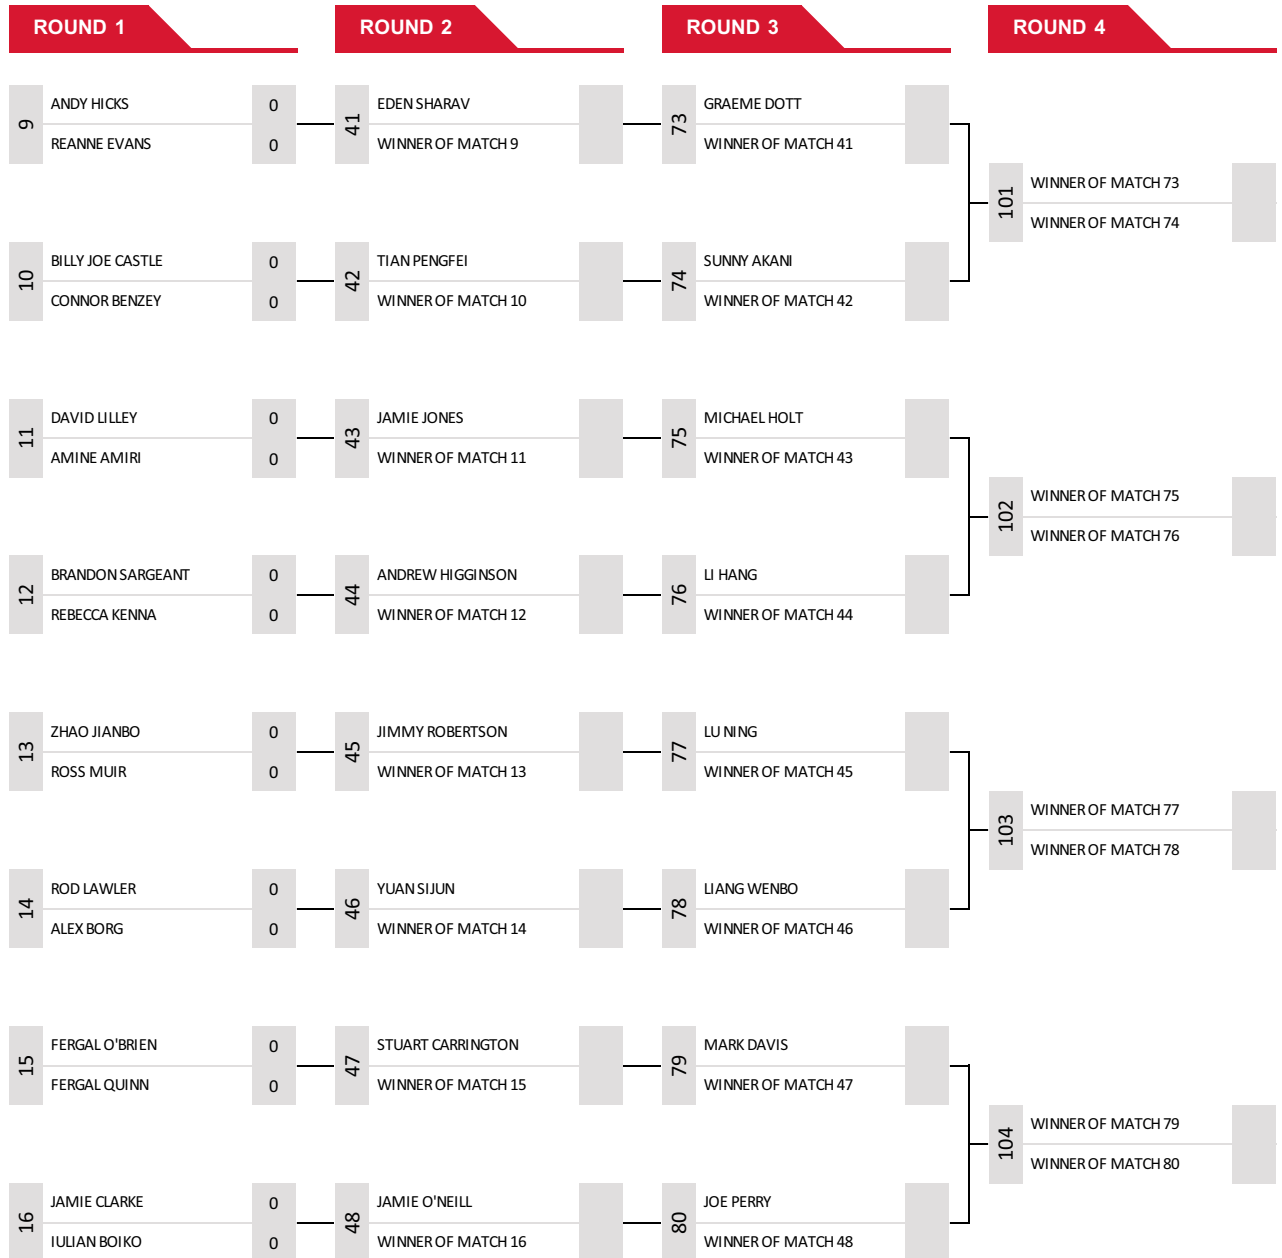 ROUND 1
ROUND 2
ROUND 3
ROUND 4
9
ANDY HICKS 0
REANNE EVANS 0
41
EDEN SHARAV
WINNER OF MATCH 9
73
GRAEME DOTT
WINNER OF MATCH 41
101
WINNER OF MATCH 73
WINNER OF MATCH 74
10
BILLY JOE CASTLE 0
CONNOR BENZEY 0
42
TIAN PENGFEI
WINNER OF MATCH 10
74
SUNNY AKANI
WINNER OF MATCH 42
11
DAVID LILLEY 0
AMINE AMIRI 0
43
JAMIE JONES
WINNER OF MATCH 11
75
MICHAEL HOLT
WINNER OF MATCH 43
102
WINNER OF MATCH 75
WINNER OF MATCH 76
12
BRANDON SARGEANT 0
REBECCA KENNA 0
44
ANDREW HIGGINSON
WINNER OF MATCH 12
76
LI HANG
WINNER OF MATCH 44
13
ZHAO JIANBO 0
ROSS MUIR 0
45
JIMMY ROBERTSON
WINNER OF MATCH 13
77
LU NING
WINNER OF MATCH 45
103
WINNER OF MATCH 77
WINNER OF MATCH 78
14
ROD LAWLER 0
ALEX BORG 0
46
YUAN SIJUN
WINNER OF MATCH 14
78
LIANG WENBO
WINNER OF MATCH 46
15
FERGAL O'BRIEN 0
FERGAL QUINN 0
47
STUART CARRINGTON
WINNER OF MATCH 15
79
MARK DAVIS
WINNER OF MATCH 47
104
WINNER OF MATCH 79
WINNER OF MATCH 80
16
JAMIE CLARKE 0
IULIAN BOIKO 0
48
JAMIE O'NEILL
WINNER OF MATCH 16
80
JOE PERRY
WINNER OF MATCH 48